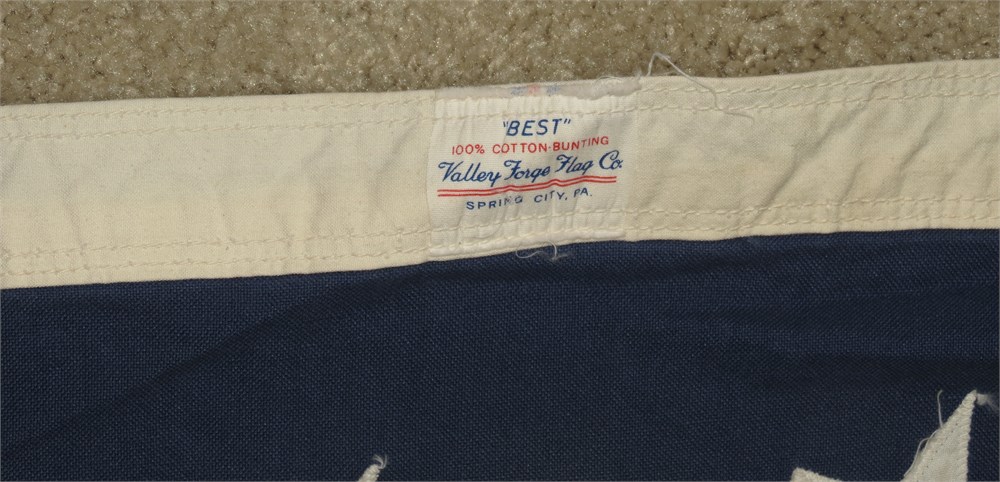 "BEST"
100% COTTON-BUNTING
Valley Forge Flag Co.
SPRING CITY, PA.